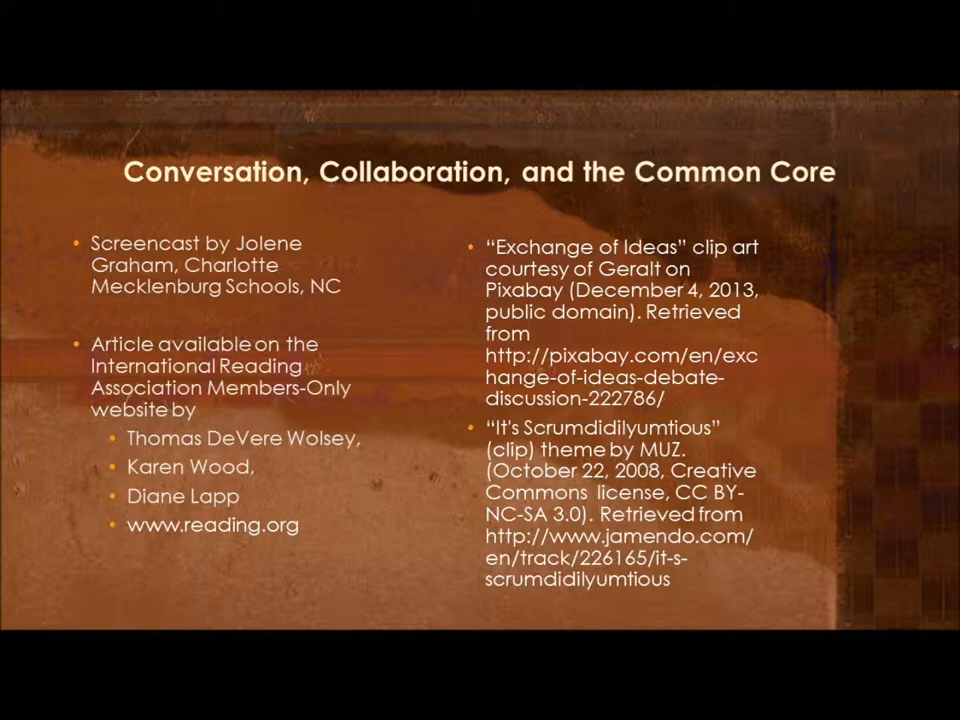 Conversation, Collaboration, and the Common Core
• Screencast by Jolene
Graham, Charlotte
Mecklenburg Schools, NC
• Article available on the
International Reading
Association Members-Only
website by
• Thomas DeVere Wolsey,
• Karen Wood,
• Diane Lapp
• www.reading.org
• “Exchange of Ideas” clip art
courtesy of Geralt on
Pixabay (December 4, 2013,
public domain). Retrieved
from
http://pixabay.com/en/exc
hange-of-ideas-debate-
discussion-222786/
• “It's Scrumdidilyumtious”
(clip) theme by MUZ.
(October 22, 2008, Creative
Commons license, CC BY-
NC-SA 3.0). Retrieved from
http://www.jamendo.com/
en/track/226165/it-s-
scrumdidilyumtious